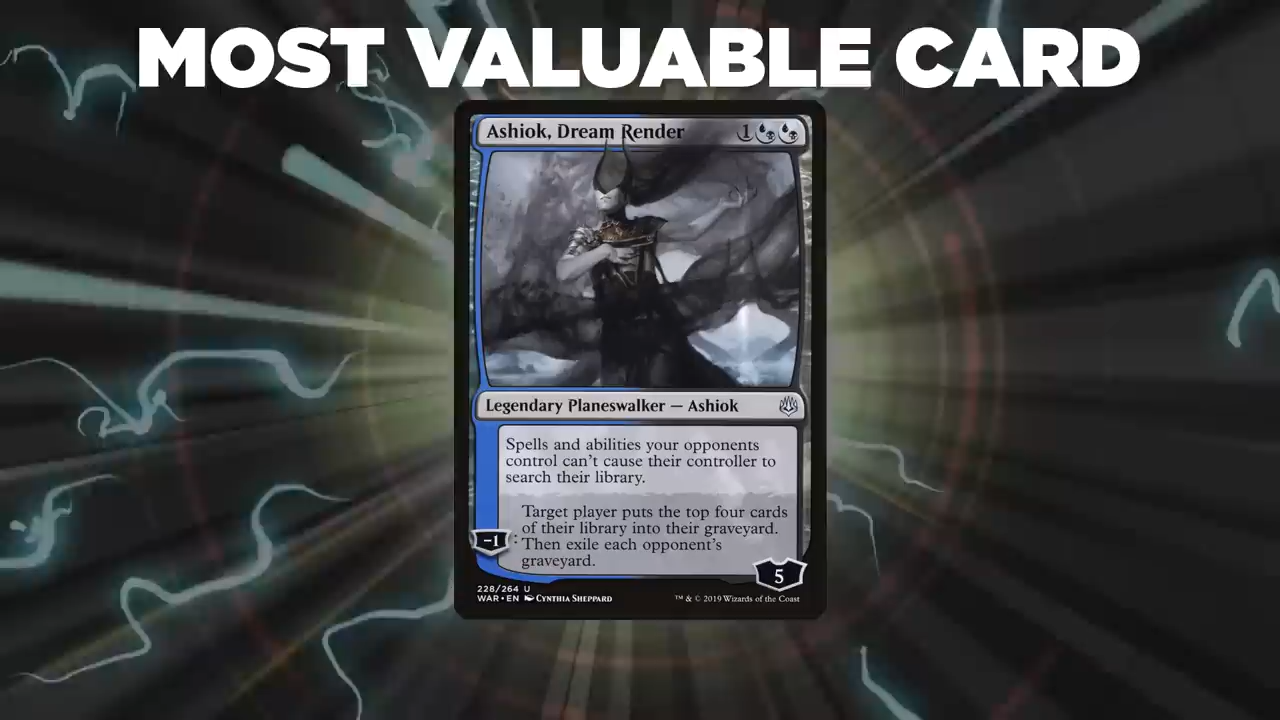 MOST VALUABLE CARD
Ashiok, Dream Render 1
Legendary Planeswalker — Ashiok
Spells and abilities your opponents
control can't cause their controller to
search their library.
Target player puts the top four cards
of their library into their graveyard.
−1 : Then exile each opponent's
graveyard.
5
228/264 U
WAR • EN Cynthia Sheppard ™ & © 2019 Wizards of the Coast